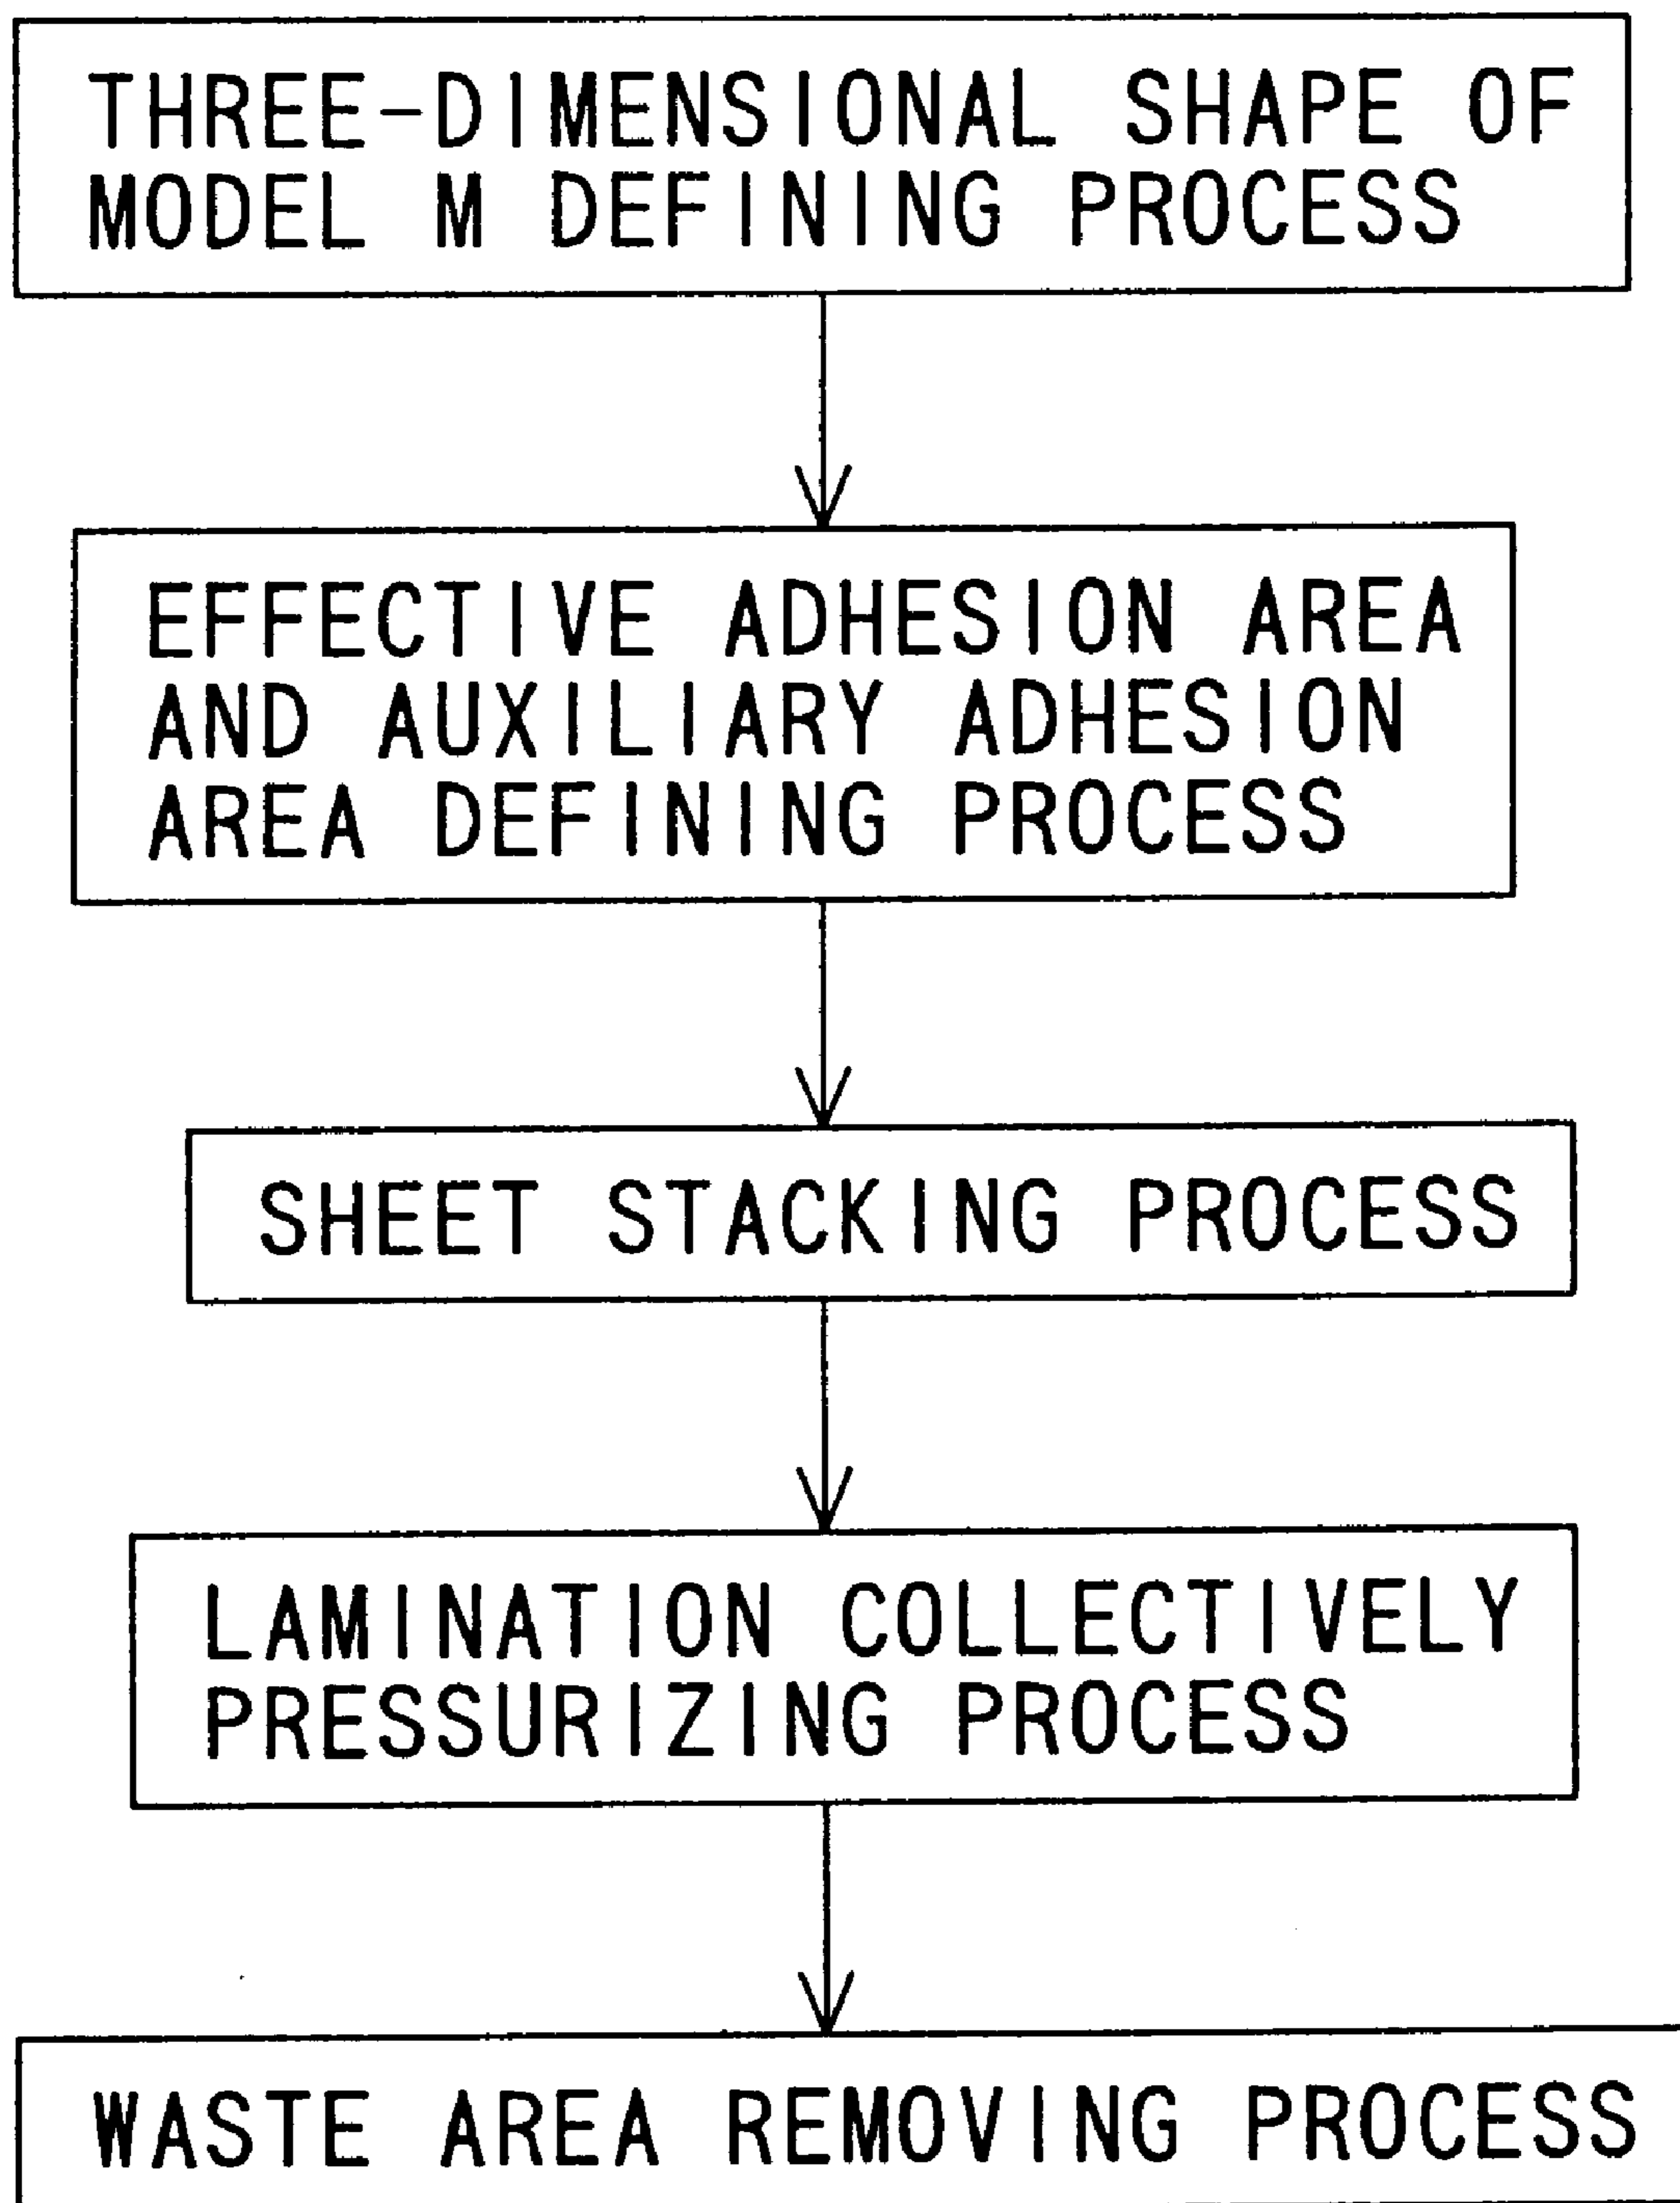 THREE-DIMENSIONAL SHAPE OF
MODEL M DEFINING PROCESS
EFFECTIVE ADHESION AREA
AND AUXILIARY ADHESION
AREA DEFINING PROCESS
SHEET STACKING PROCESS
LAMINATION COLLECTIVELY
PRESSURIZING PROCESS
WASTE AREA REMOVING PROCESS